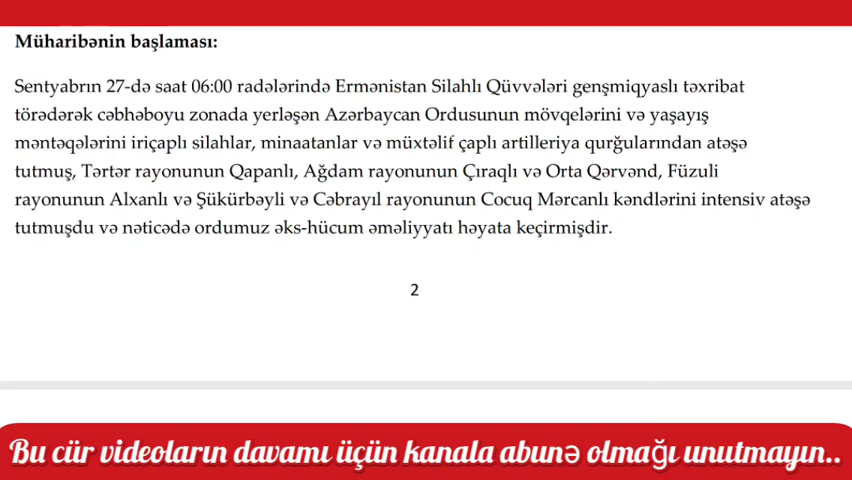 Müharibənin başlaması:
Sentyabrın 27-də saat 06:00 radələrində Ermənistan Silahlı Qüvvələri genşmiqyaslı təxribat
törədərək cəbhəboyu zonada yerləşən Azərbaycan Ordusunun mövqelərini və yaşayış
məntəqələrini iriçaplı silahlar, minaatanlar və müxtəlif çaplı artilleriya qurğularından atəşə
tutmuş, Tərtər rayonunun Qapanlı, Ağdam rayonunun Çıraqlı və Orta Qərvənd, Füzuli
rayonunun Alxanlı və Şükürbəyli və Cəbrayıl rayonunun Cocuq Mərcanlı kəndlərini intensiv atəşə
tutmuşdu və nəticədə ordumuz əks-hücum əməliyyatı həyata keçirmişdir.
2
Bu cür videoların davamı üçün kanala abunə olmağı unutmayın..